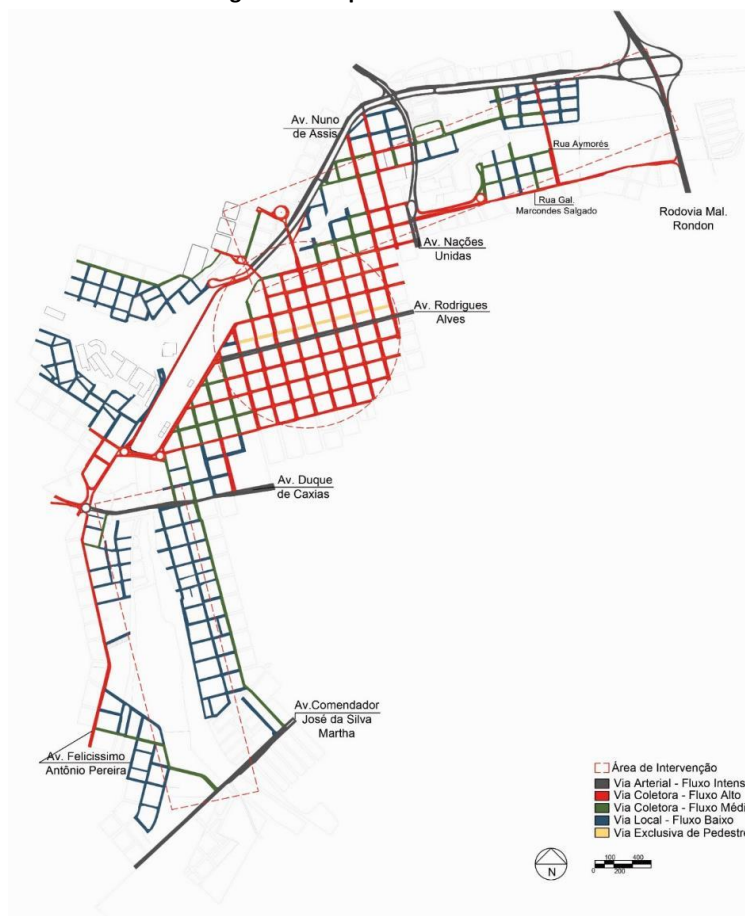 Av. Nuno
de Assis
Rua Aymorés
Rua Gal.
Marcondes Salgado
Rodovia Mal.
Rondon
Av. Nações
Unidas
Av. Rodrigues
Alves
Av. Duque
de Caxias
Av.Comendador
José da Silva
Martha
Av. Felicissimo
Antônio Pereira
Área de Intervenção
Via Arterial - Fluxo Intens
Via Coletora - Fluxo Alto
Via Coletora - Fluxo Médi
Via Local - Fluxo Baixo
Via Exclusiva de Pedestre
N
100 400
0 200